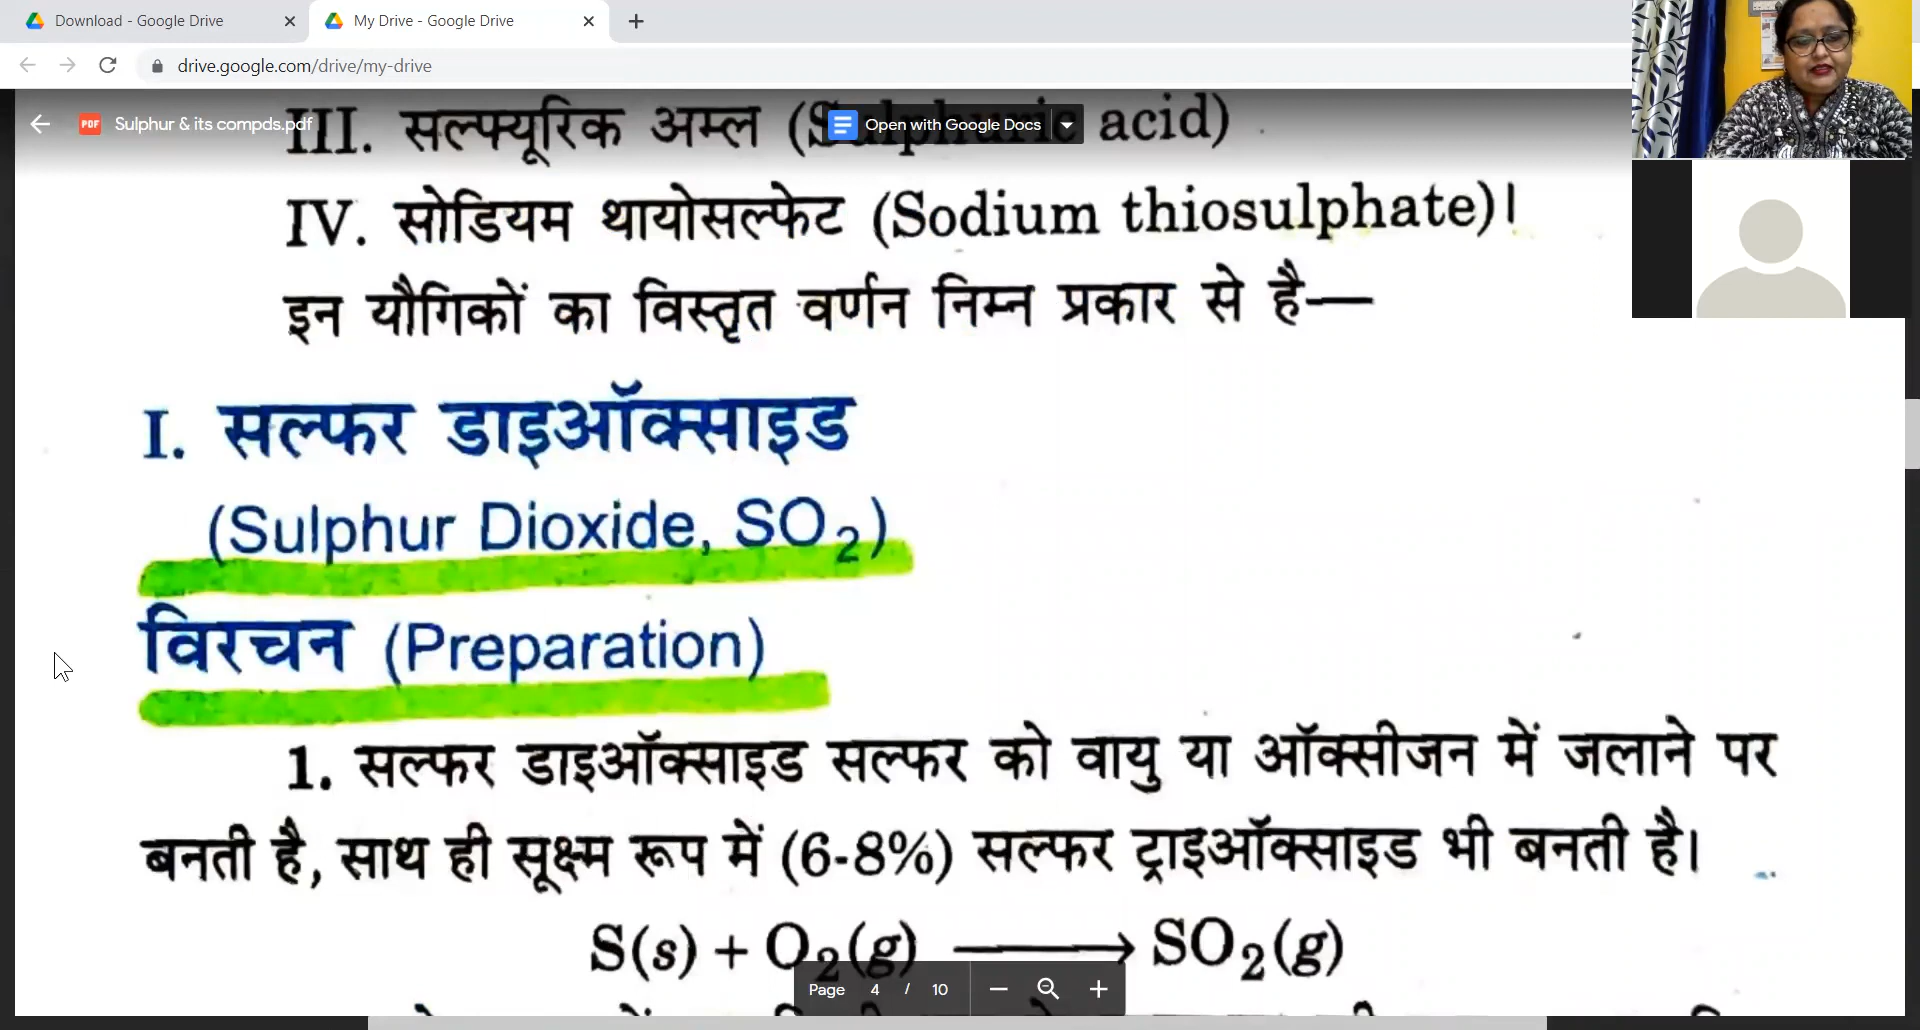 Download - Google Drive
My Drive - Google Drive
drive.google.com/drive/my-drive
PDF Sulphur & its compds.pdf
Open with Google Docs
III. सल्फ्यूरिक अम्ल (Sulphuric acid)
IV. सोडियम थायोसल्फेट (Sodium thiosulphate)।
इन यौगिकों का विस्तृत वर्णन निम्न प्रकार से है—
I. सल्फर डाइऑक्साइड
(Sulphur Dioxide, SO₂)
विरचन (Preparation)
1. सल्फर डाइऑक्साइड सल्फर को वायु या ऑक्सीजन में जलाने पर
बनती है, साथ ही सूक्ष्म रूप में (6-8%) सल्फर ट्राइऑक्साइड भी बनती है।
S(s) + O₂(g) ⟶ SO₂(g)
Page 4 / 10